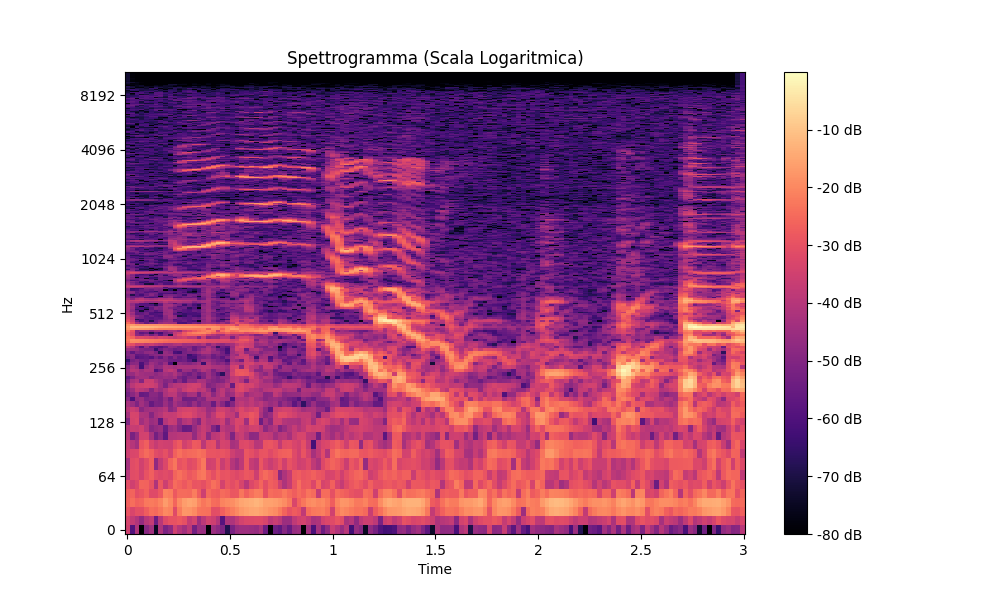 Spettrogramma (Scala Logaritmica)
8192
4096
2048
1024
512
256
128
64
0
Hz
0
0.5
1
1.5
2
2.5
3
Time
-10 dB
-20 dB
-30 dB
-40 dB
-50 dB
-60 dB
-70 dB
-80 dB